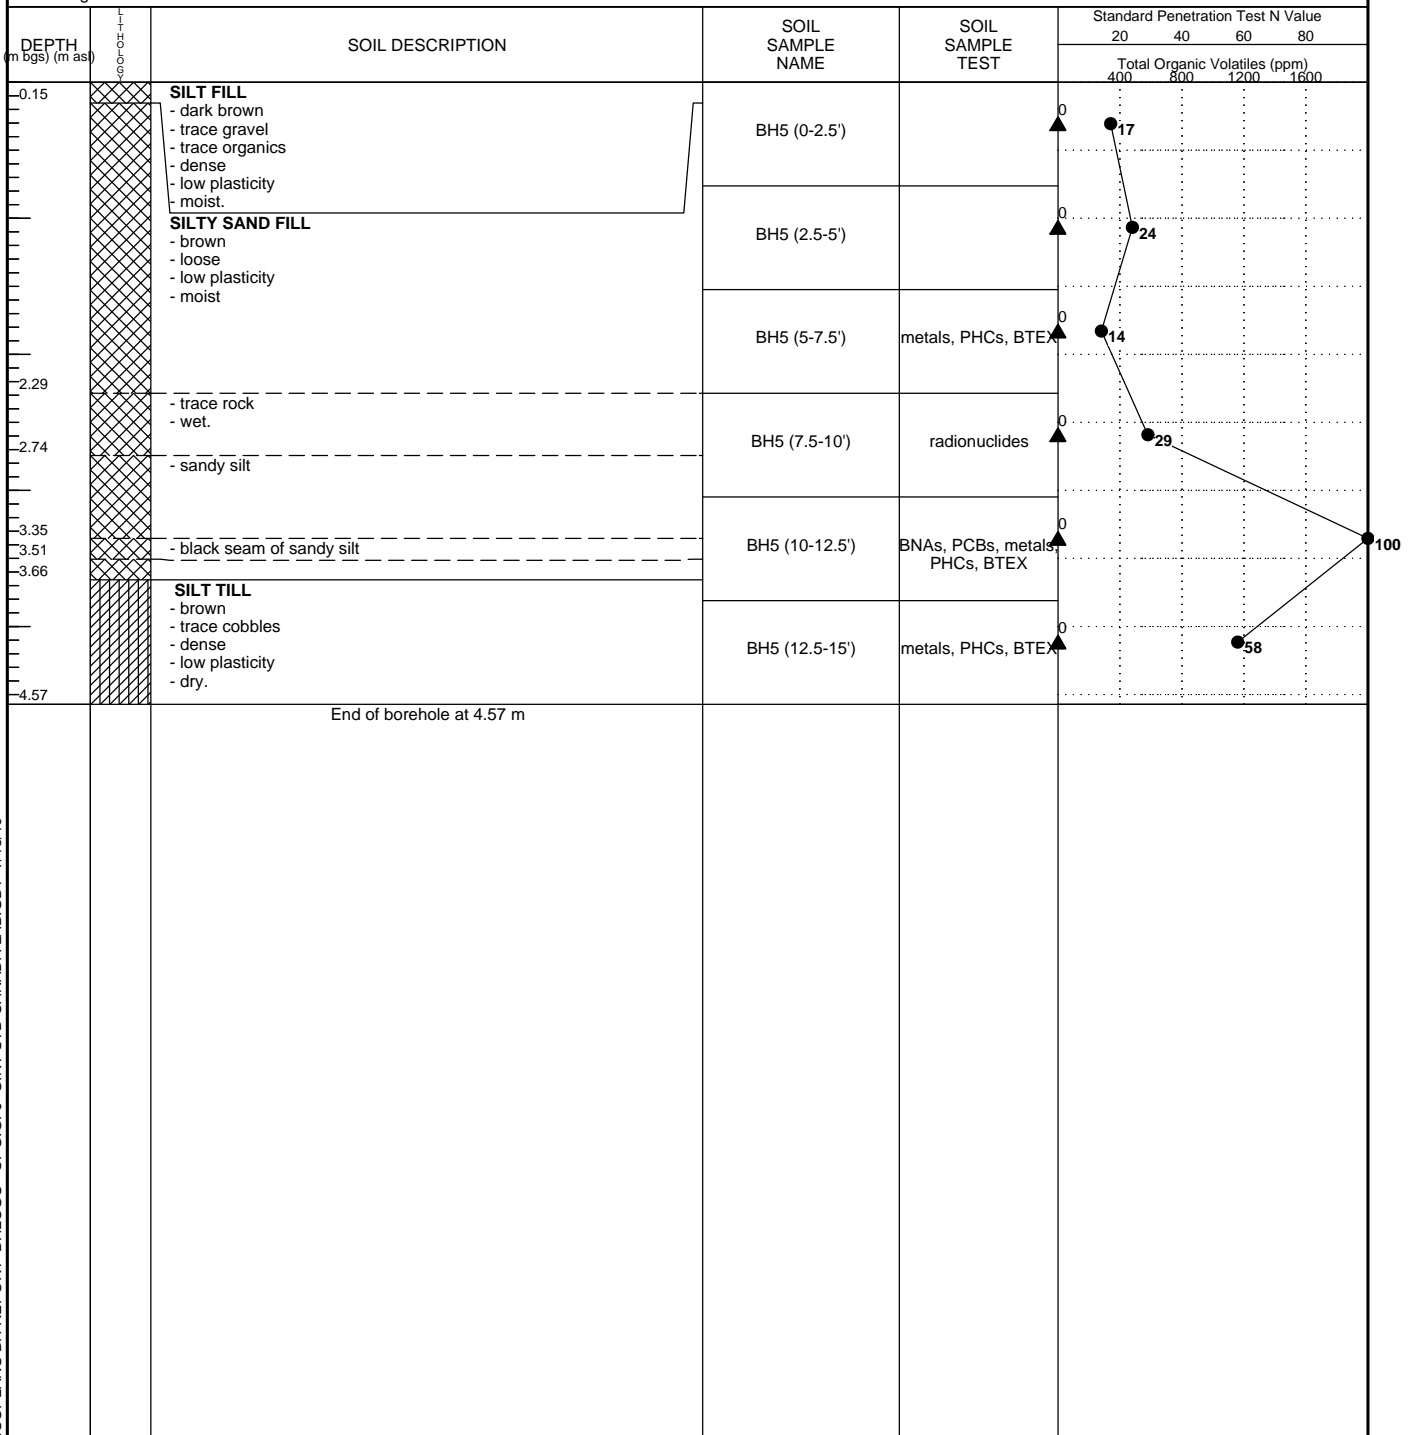 DEPTH
(m bgs) (m asl)
LITHOLOGY
SOIL DESCRIPTION
SOIL
SAMPLE
NAME
SOIL
SAMPLE
TEST
Standard Penetration Test N Value
20 40 60 80
Total Organic Volatiles (ppm)
400 800 1200 1600
0.15
SILT FILL
- dark brown
- trace gravel
- trace organics
- dense
- low plasticity
- moist.
BH5 (0-2.5')
0
17
SILTY SAND FILL
- brown
- loose
- low plasticity
- moist
BH5 (2.5-5')
0
24
BH5 (5-7.5')
metals, PHCs, BTEX
0
14
2.29
- trace rock
- wet.
BH5 (7.5-10')
radionuclides
0
29
2.74
- sandy silt
3.35
- black seam of sandy silt
3.51
3.66
BH5 (10-12.5')
BNAs, PCBs, metals,
PHCs, BTEX
0
100
SILT TILL
- brown
- trace cobbles
- dense
- low plasticity
- dry.
BH5 (12.5-15')
metals, PHCs, BTEX
0
58
4.57
End of borehole at 4.57 m